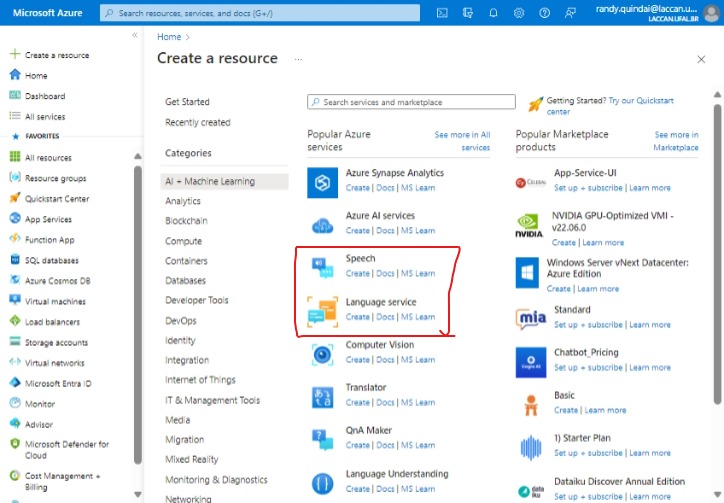 Microsoft Azure
Search resources, services, and docs (G+/)
randy.quindai@laccan.u...
LACCAN.UFAL.BR
Create a resource
Home
Dashboard
All services
FAVORITES
All resources
Resource groups
Quickstart Center
App Services
Function App
SQL databases
Azure Cosmos DB
Virtual machines
Load balancers
Storage accounts
Virtual networks
Microsoft Entra ID
Monitor
Advisor
Microsoft Defender for
Cloud
Cost Management +
Billing
Home >
Create a resource ...
Get Started
Recently created
Categories
AI + Machine Learning
Analytics
Blockchain
Compute
Containers
Databases
Developer Tools
DevOps
Identity
Integration
Internet of Things
IT & Management Tools
Media
Migration
Mixed Reality
Monitoring & Diagnostics
Networking
Search services and marketplace
Getting Started? Try our Quickstart
center
Popular Azure
services
See more in All
services
Azure Synapse Analytics
Create | Docs | MS Learn
Azure AI services
Create | Docs | MS Learn
Speech
Create | Docs | MS Learn
Language service
Create | Docs | MS Learn
Computer Vision
Create | Docs | MS Learn
Translator
Create | Docs | MS Learn
QnA Maker
Create | Docs | MS Learn
Language Understanding
Create | Docs | MS Learn
Popular Marketplace
products
See more in
Marketplace
App-Service-UI
Set up + subscribe | Learn more
NVIDIA GPU-Optimized VMI -
v22.06.0
Create | Learn more
Windows Server vNext Datacenter:
Azure Edition
Create | Learn more
Standard
Set up + subscribe | Learn more
Chatbot_Pricing
Set up + subscribe | Learn more
Basic
Create | Learn more
1) Starter Plan
Set up + subscribe | Learn more
Dataiku Discover Annual Edition
Set up + subscribe | Learn more
NVIDIA
mia